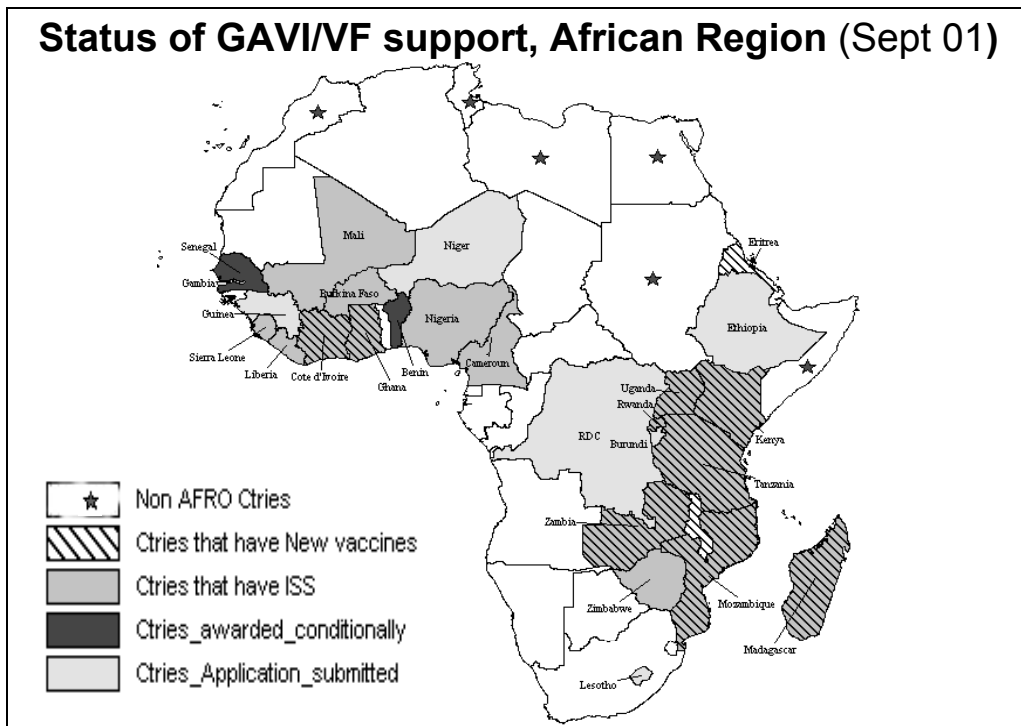 Status of GAVI/VF support, African Region (Sept 01)
Senegal
Gambia
Guinea
Sierra Leone
Liberia
Cote d'Ivoire
Ghana
Benin
Mali
Burkina Faso
Niger
Nigeria
Cameroun
Eritrea
Ethiopia
Uganda
Rwanda
RDC
Burundi
Kenya
Tanzania
Zambia
Zimbabwe
Mozambique
Madagascar
Lesotho
Non AFRO Ctries
Ctries that have New vaccines
Ctries that have ISS
Ctries_awarded_conditionally
Ctries_Application_submitted